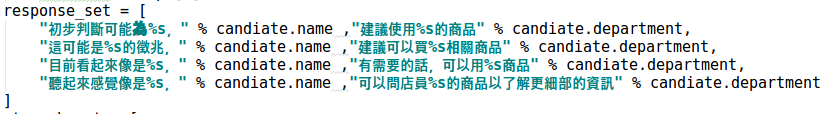 response_set = [
"初步判斷可能為%s，" % candiate.name ,"建議使用%s的商品" % candiate.department,
"這可能是%s的徵兆，" % candiate.name ,"建議可以買%s相關商品" % candiate.department,
"目前看起來像是%s，" % candiate.name ,"有需要的話，可以用%s商品" % candiate.department,
"聽起來感覺像是%s，" % candiate.name ,"可以問店員%s的商品以了解更細部的資訊" % candiate.department
]